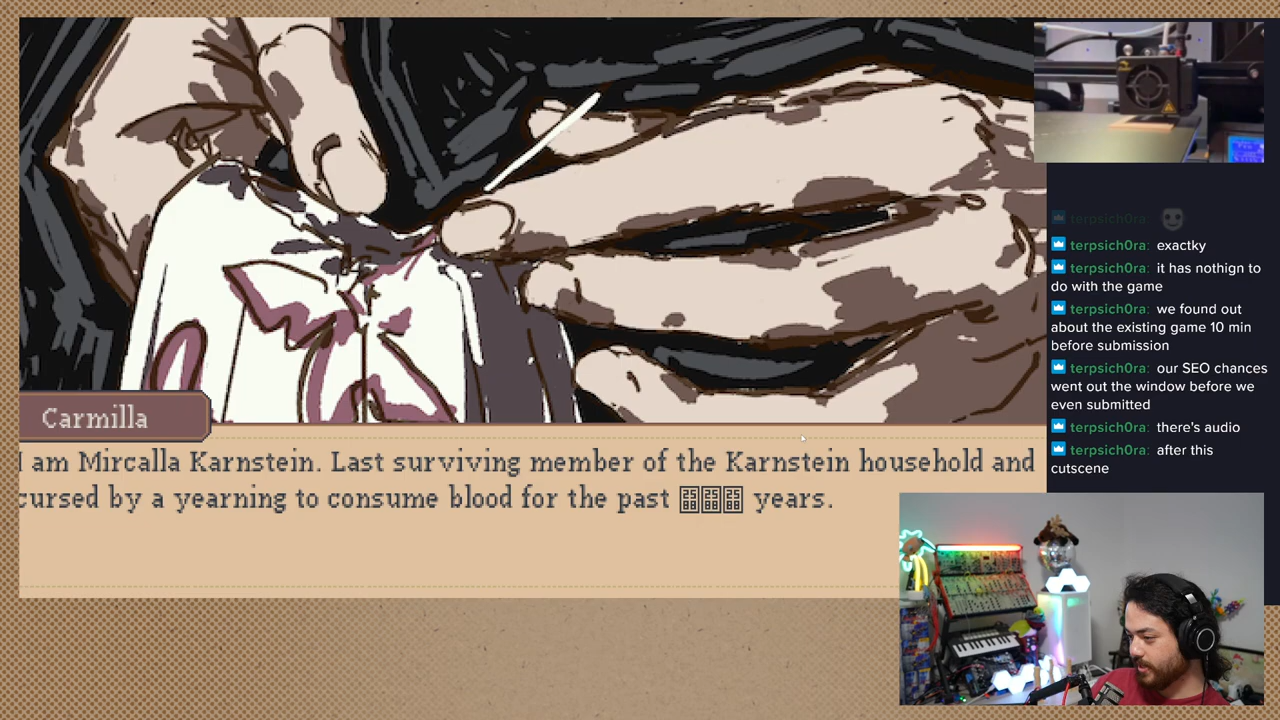 Carmilla
I am Mircalla Karnstein. Last surviving member of the Karnstein household and
cursed by a yearning to consume blood for the past years.
terpsich0ra:
terpsich0ra: exactky
terpsich0ra: it has nothign to
do with the game
terpsich0ra: we found out
about the existing game 10 min
before submission
terpsich0ra: our SEO chances
went out the window before we
even submitted
terpsich0ra: there's audio
terpsich0ra: after this
cutscene